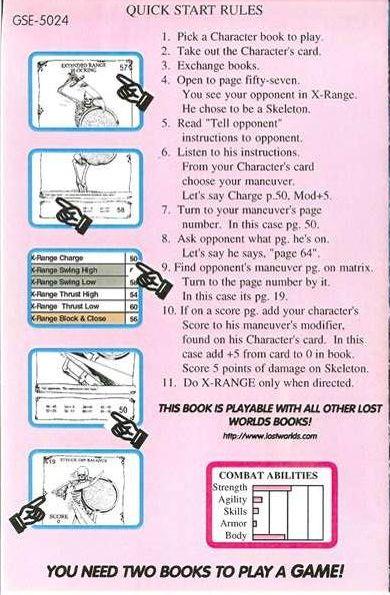 QUICK START RULES
GSE-5024
1. Pick a Character book to play.
2. Take out the Character's card.
3. Exchange books.
4. Open to page fifty-seven.
You see your opponent in X-Range.
He chose to be a Skeleton.
5. Read "Tell opponent"
instructions to opponent.
6. Listen to his instructions.
From your Character's card
choose your maneuver.
Let's say Charge p.50, Mod+5.
7. Turn to your maneuver's page
number. In this case pg. 50.
8. Ask opponent what pg. he's on.
Let's say he says, "page 64".
9. Find opponent's maneuver pg. on matrix.
Turn to the page number by it.
In this case its pg. 19.
10. If on a score pg. add your character's
Score to his maneuver's modifier,
found on his Character's card. In this
case add +5 from card to 0 in book.
Score 5 points of damage on Skeleton.
11. Do X-RANGE only when directed.
EXTENDED RANGE
BLOCKING
57
58
X-Range Charge 50
X-Range Swing High
X-Range Swing Low
X-Range Thrust High 54
X-Range Thrust Low 60
X-Range Block & Close 56
50
19
SCORE
0
THIS BOOK IS PLAYABLE WITH ALL OTHER LOST
WORLDS BOOKS!
http://www.lostworlds.com
COMBAT ABILITIES
Strength
Agility
Skills
Armor
Body
YOU NEED TWO BOOKS TO PLAY A GAME!